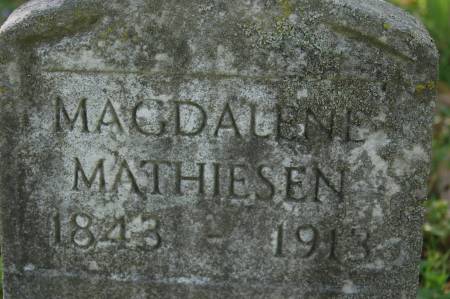 MAGDALENE
MATHIESEN
1843 - 1913